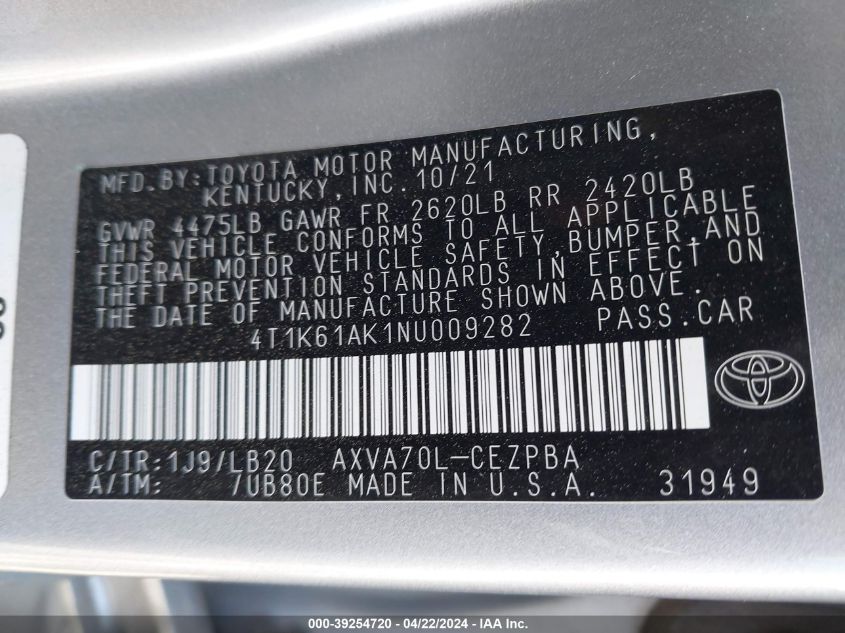 MFD.BY:TOYOTA MOTOR MANUFACTURING,
KENTUCKY,INC.10/21
GVWR 4475LB GAWR FR 2620LB RR 2420LB
THIS VEHICLE CONFORMS TO ALL APPLICABLE
FEDERAL MOTOR VEHICLE SAFETY,BUMPER,AND
THEFT PREVENTION STANDARDS IN EFFECT ON
THE DATE OF MANUFACTURE SHOWN ABOVE.
4T1K61AK1NU009282 PASS.CAR
C/TR:1J9/LB20 AXVA70L-CEZPBA
A/TM: 7UB80E MADE IN U.S.A. 31949
000-39254720 - 04/22/2024 - IAA Inc.